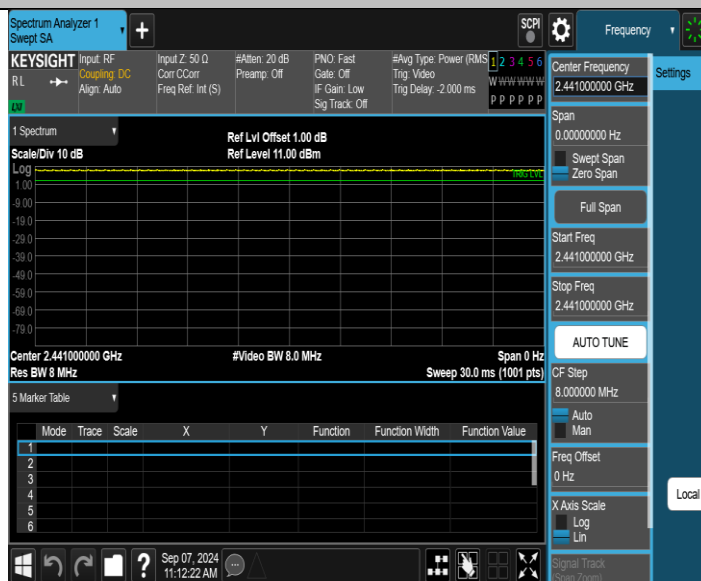 Spectrum Analyzer 1
Swept SA
+
SCPI
Frequency
KEYSIGHT
RL
LXI
Input: RF
Coupling: DC
Align: Auto
Input Z: 50 Ω
Corr CCorr
Freq Ref: Int (S)
#Atten: 20 dB
Preamp: Off
PNO: Fast
Gate: Off
IF Gain: Low
Sig Track: Off
#Avg Type: Power (RMS
Trig: Video
Trig Delay: -2.000 ms
1 2 3 4 5 6
W W W W W W
P P P P P P
1 Spectrum
Scale/Div 10 dB
Log
Ref Lvl Offset 1.00 dB
Ref Level 11.00 dBm
TRIG LVL
1.00
-9.00
-19.0
-29.0
-39.0
-49.0
-59.0
-69.0
-79.0
Center 2.441000000 GHz
#Video BW 8.0 MHz
Span 0 Hz
Res BW 8 MHz
Sweep 30.0 ms (1001 pts)
5 Marker Table
Mode Trace Scale X Y Function Function Width Function Value
1
2
3
4
5
6
?
Sep 07, 2024
11:12:22 AM
Center Frequency
2.441000000 GHz
Span
0.00000000 Hz
Swept Span
Zero Span
Full Span
Start Freq
2.441000000 GHz
Stop Freq
2.441000000 GHz
AUTO TUNE
CF Step
8.000000 MHz
Auto
Man
Freq Offset
0 Hz
X Axis Scale
Log
Lin
Signal Track
(Span Zoom)
Settings
Local